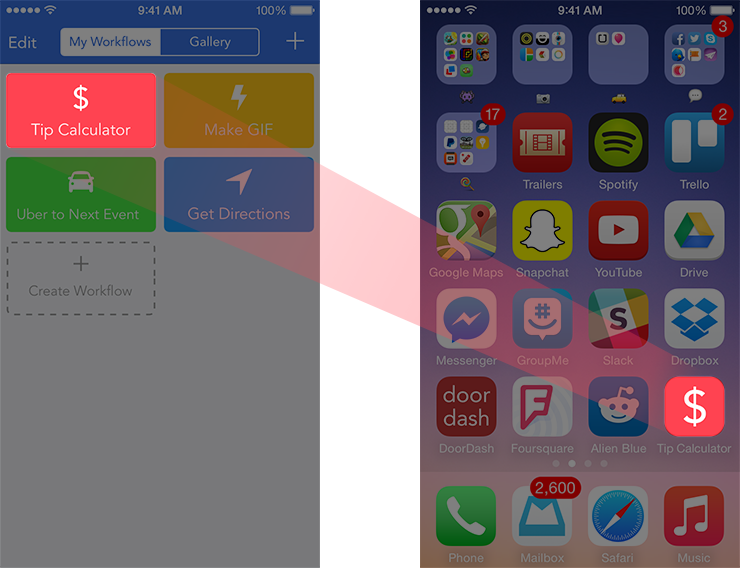 9:41 AM 100%
Edit My Workflows Gallery +
$
Tip Calculator
Make GIF
Uber to Next Event
Get Directions
+
Create Workflow
9:41 AM 100%
3
17
2
Trailers Spotify Trello
Google Maps Snapchat YouTube Drive
#
S
Messenger GroupMe Slack Dropbox
door
dash
$
DoorDash Foursquare Alien Blue Tip Calculator
2,600
Phone Mailbox Safari Music